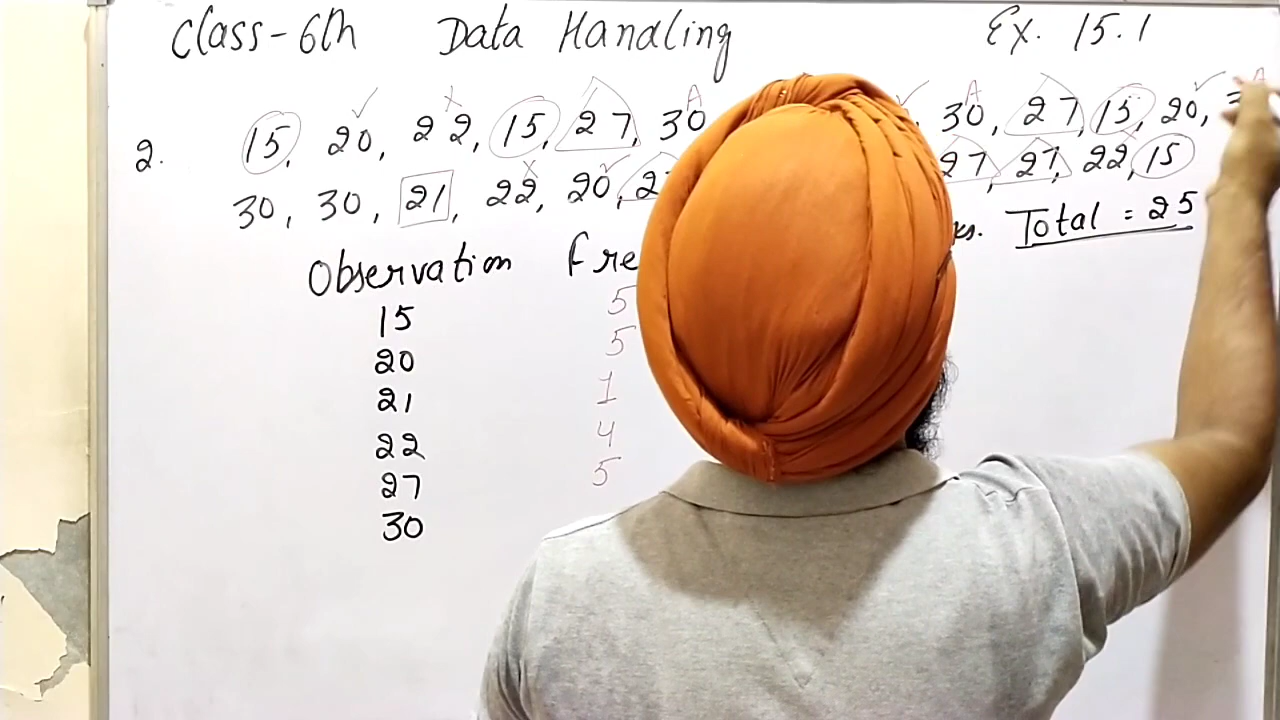 Class-6th Data Handling Ex. 15.1
2. 15, 20, 22, 15, 27, 30 30, 27, 15, 20,
30, 30, 21, 22, 20, 27, 27, 22, 15
Total = 25
Observation
15 5
20 5
21 1
22 4
27 5
30